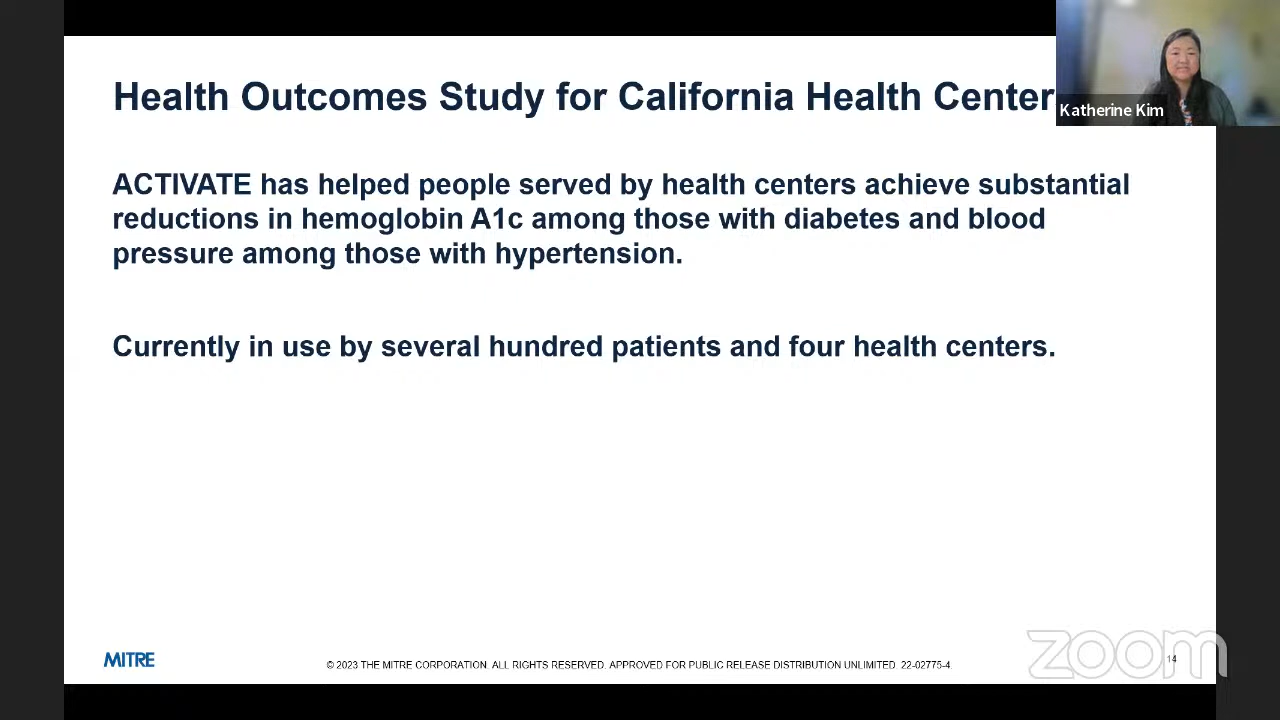 Health Outcomes Study for California Health Center
Katherine Kim
ACTIVATE has helped people served by health centers achieve substantial
reductions in hemoglobin A1c among those with diabetes and blood
pressure among those with hypertension.
Currently in use by several hundred patients and four health centers.
MITRE
© 2023 THE MITRE CORPORATION. ALL RIGHTS RESERVED. APPROVED FOR PUBLIC RELEASE DISTRIBUTION UNLIMITED. 22-02775-4.
zoom
14